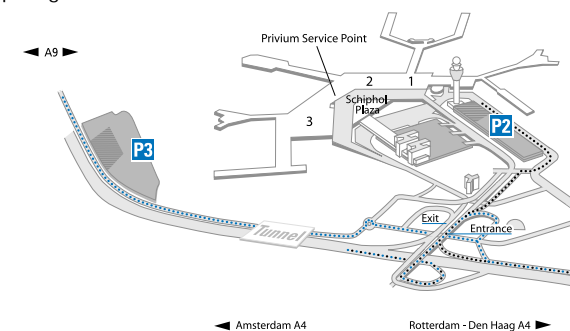 Privium Service Point
◄ A9 ►
2
1
Schiphol
Plaza
3
P2
P3
Exit
Entrance
Tunnel
◄ Amsterdam A4
Rotterdam - Den Haag A4 ►